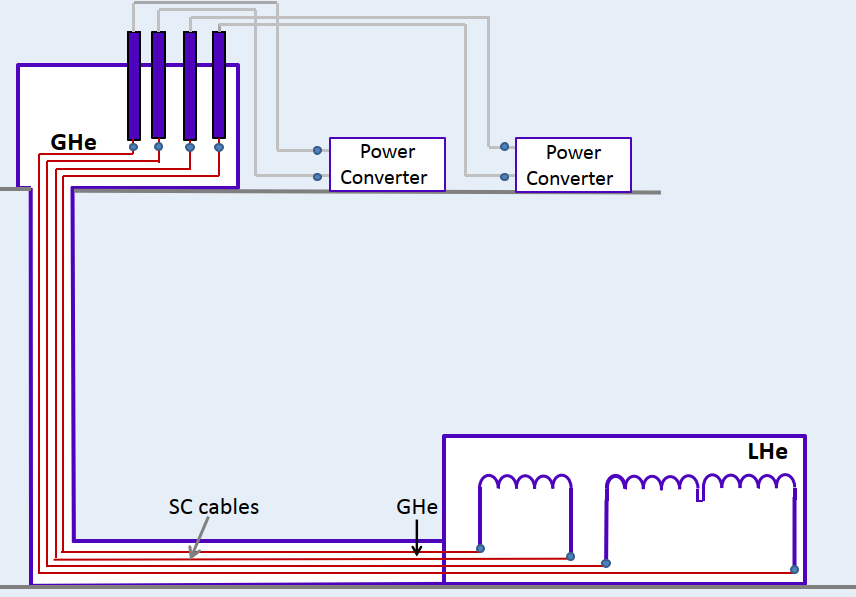 GHe
Power
Converter
Power
Converter
LHe
SC cables
GHe